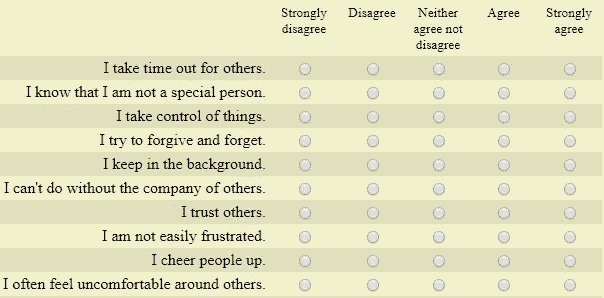 Strongly disagree Disagree Neither agree not disagree Agree Strongly agree
I take time out for others.
I know that I am not a special person.
I take control of things.
I try to forgive and forget.
I keep in the background.
I can't do without the company of others.
I trust others.
I am not easily frustrated.
I cheer people up.
I often feel uncomfortable around others.